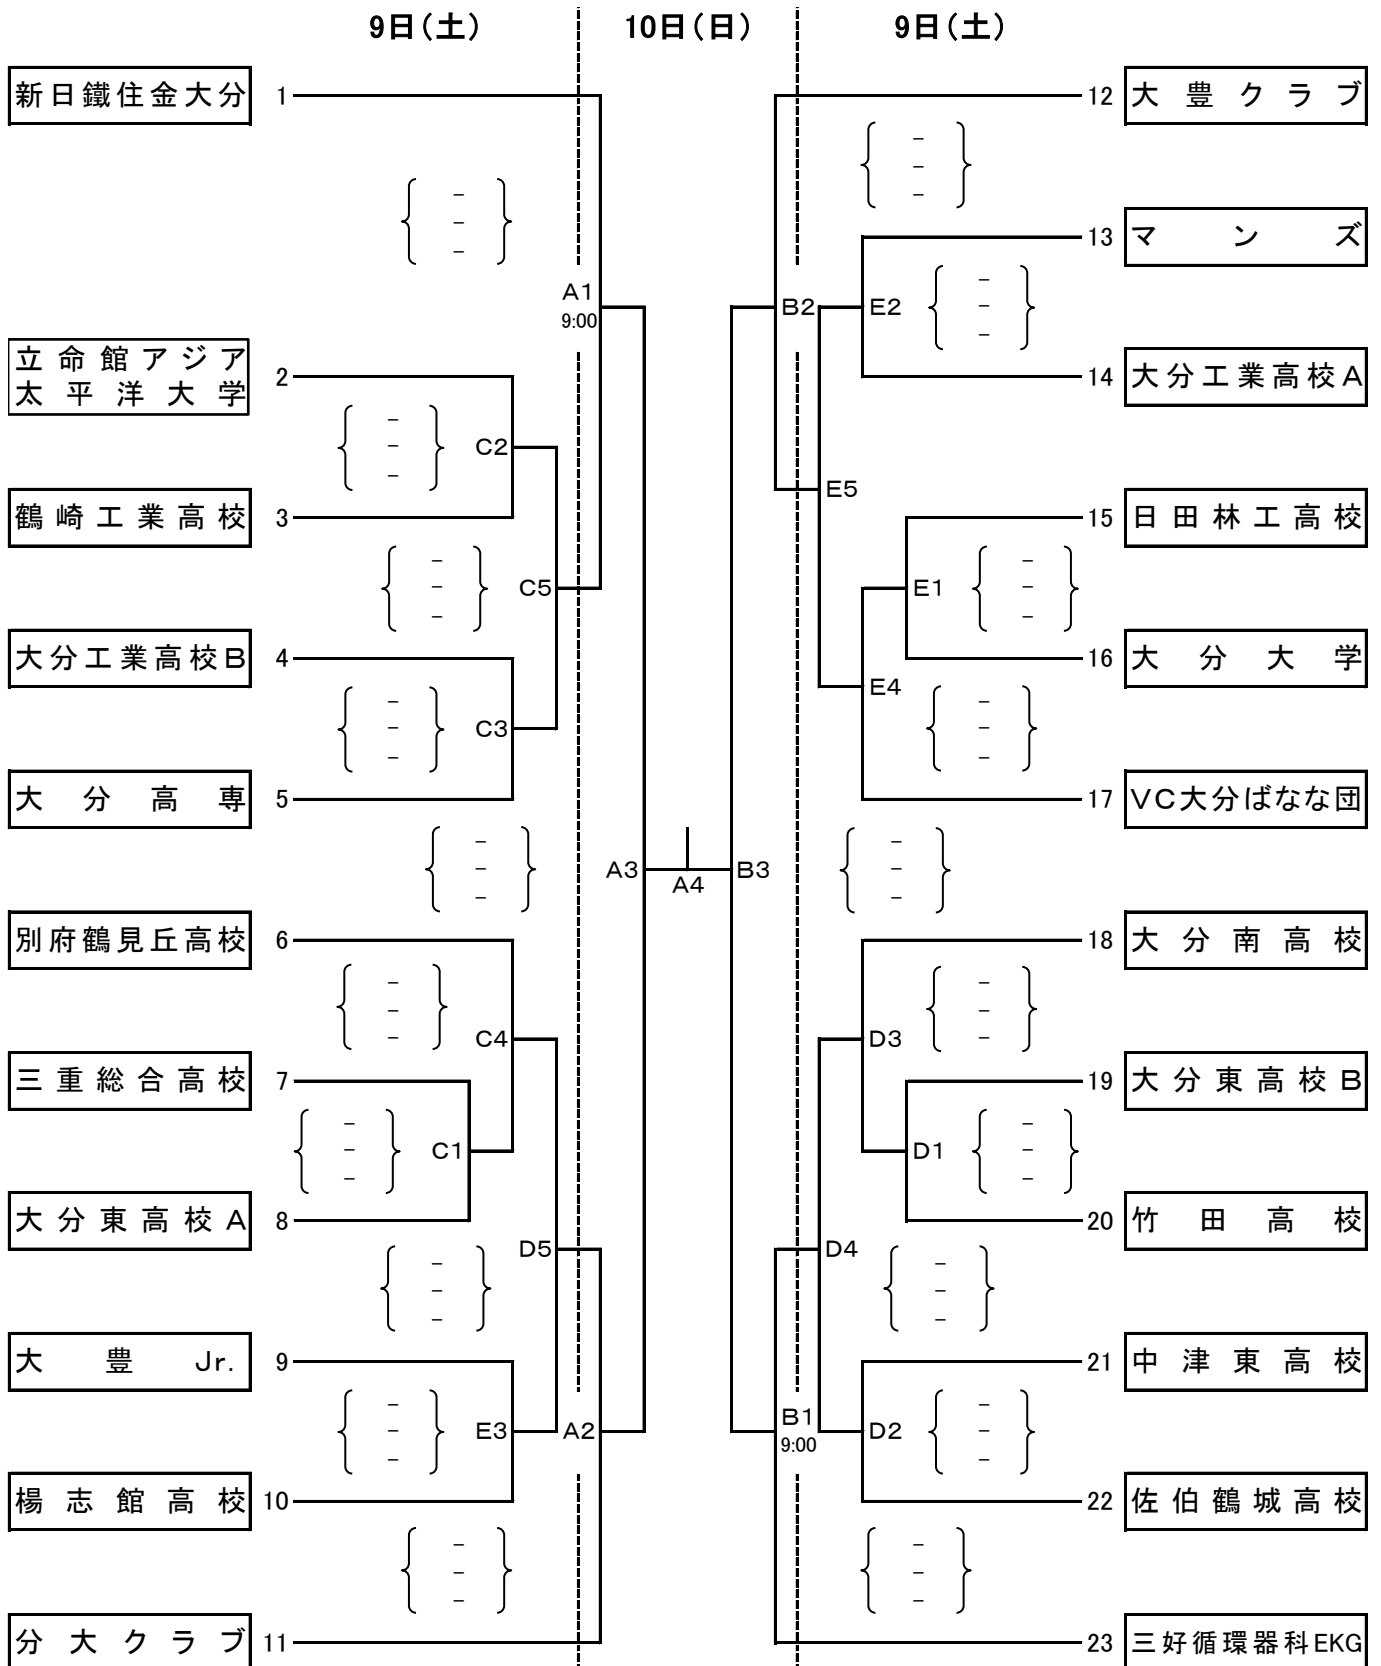 9日(土)
10日(日)
9日(土)
新日鐵住金大分 1
A1
9:00
立命館アジア
太平洋大学
2
C2
鶴崎工業高校 3
C5
大分工業高校B 4
C3
大分高専 5
A3
A4
別府鶴見丘高校 6
C4
三重総合高校 7
C1
大分東高校A 8
D5
大豊Jr. 9
E3
A2
楊志館高校 10
分大クラブ 11
12 大豊クラブ
-
-
-
13 マンズ
B2
E2
14 大分工業高校A
E5
15 日田林工高校
E1
16 大分大学
E4
17 VC大分ばなな団
B3
18 大分南高校
D3
19 大分東高校B
D1
20 竹田高校
D4
21 中津東高校
B1
9:00
D2
22 佐伯鶴城高校
23 三好循環器科EKG